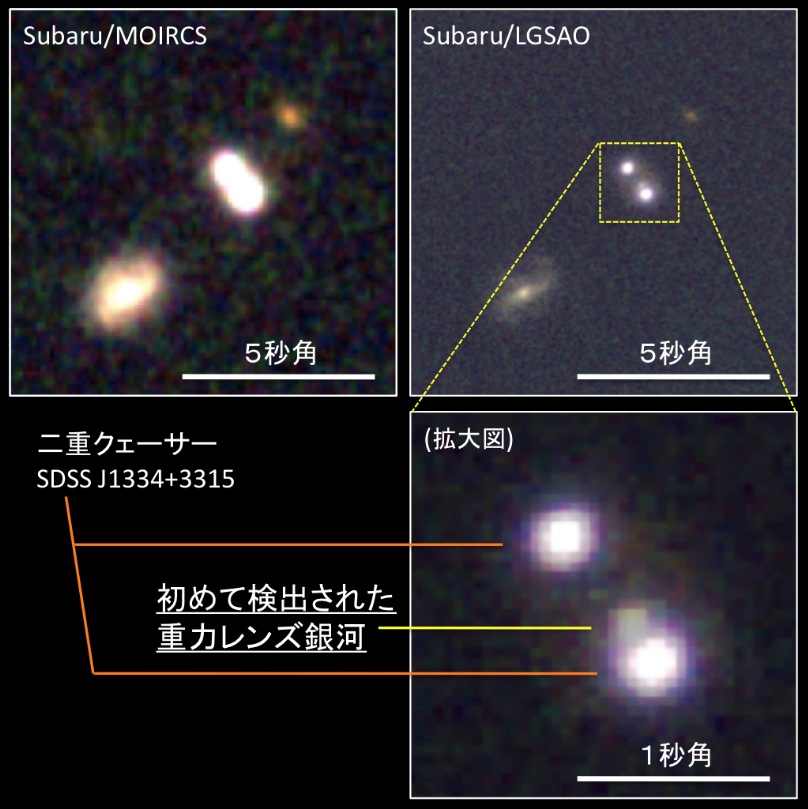 Subaru/MOIRCS
Subaru/LGSAO
５秒角
５秒角
二重クェーサー
SDSS J1334+3315
(拡大図)
初めて検出された
重力レンズ銀河
１秒角